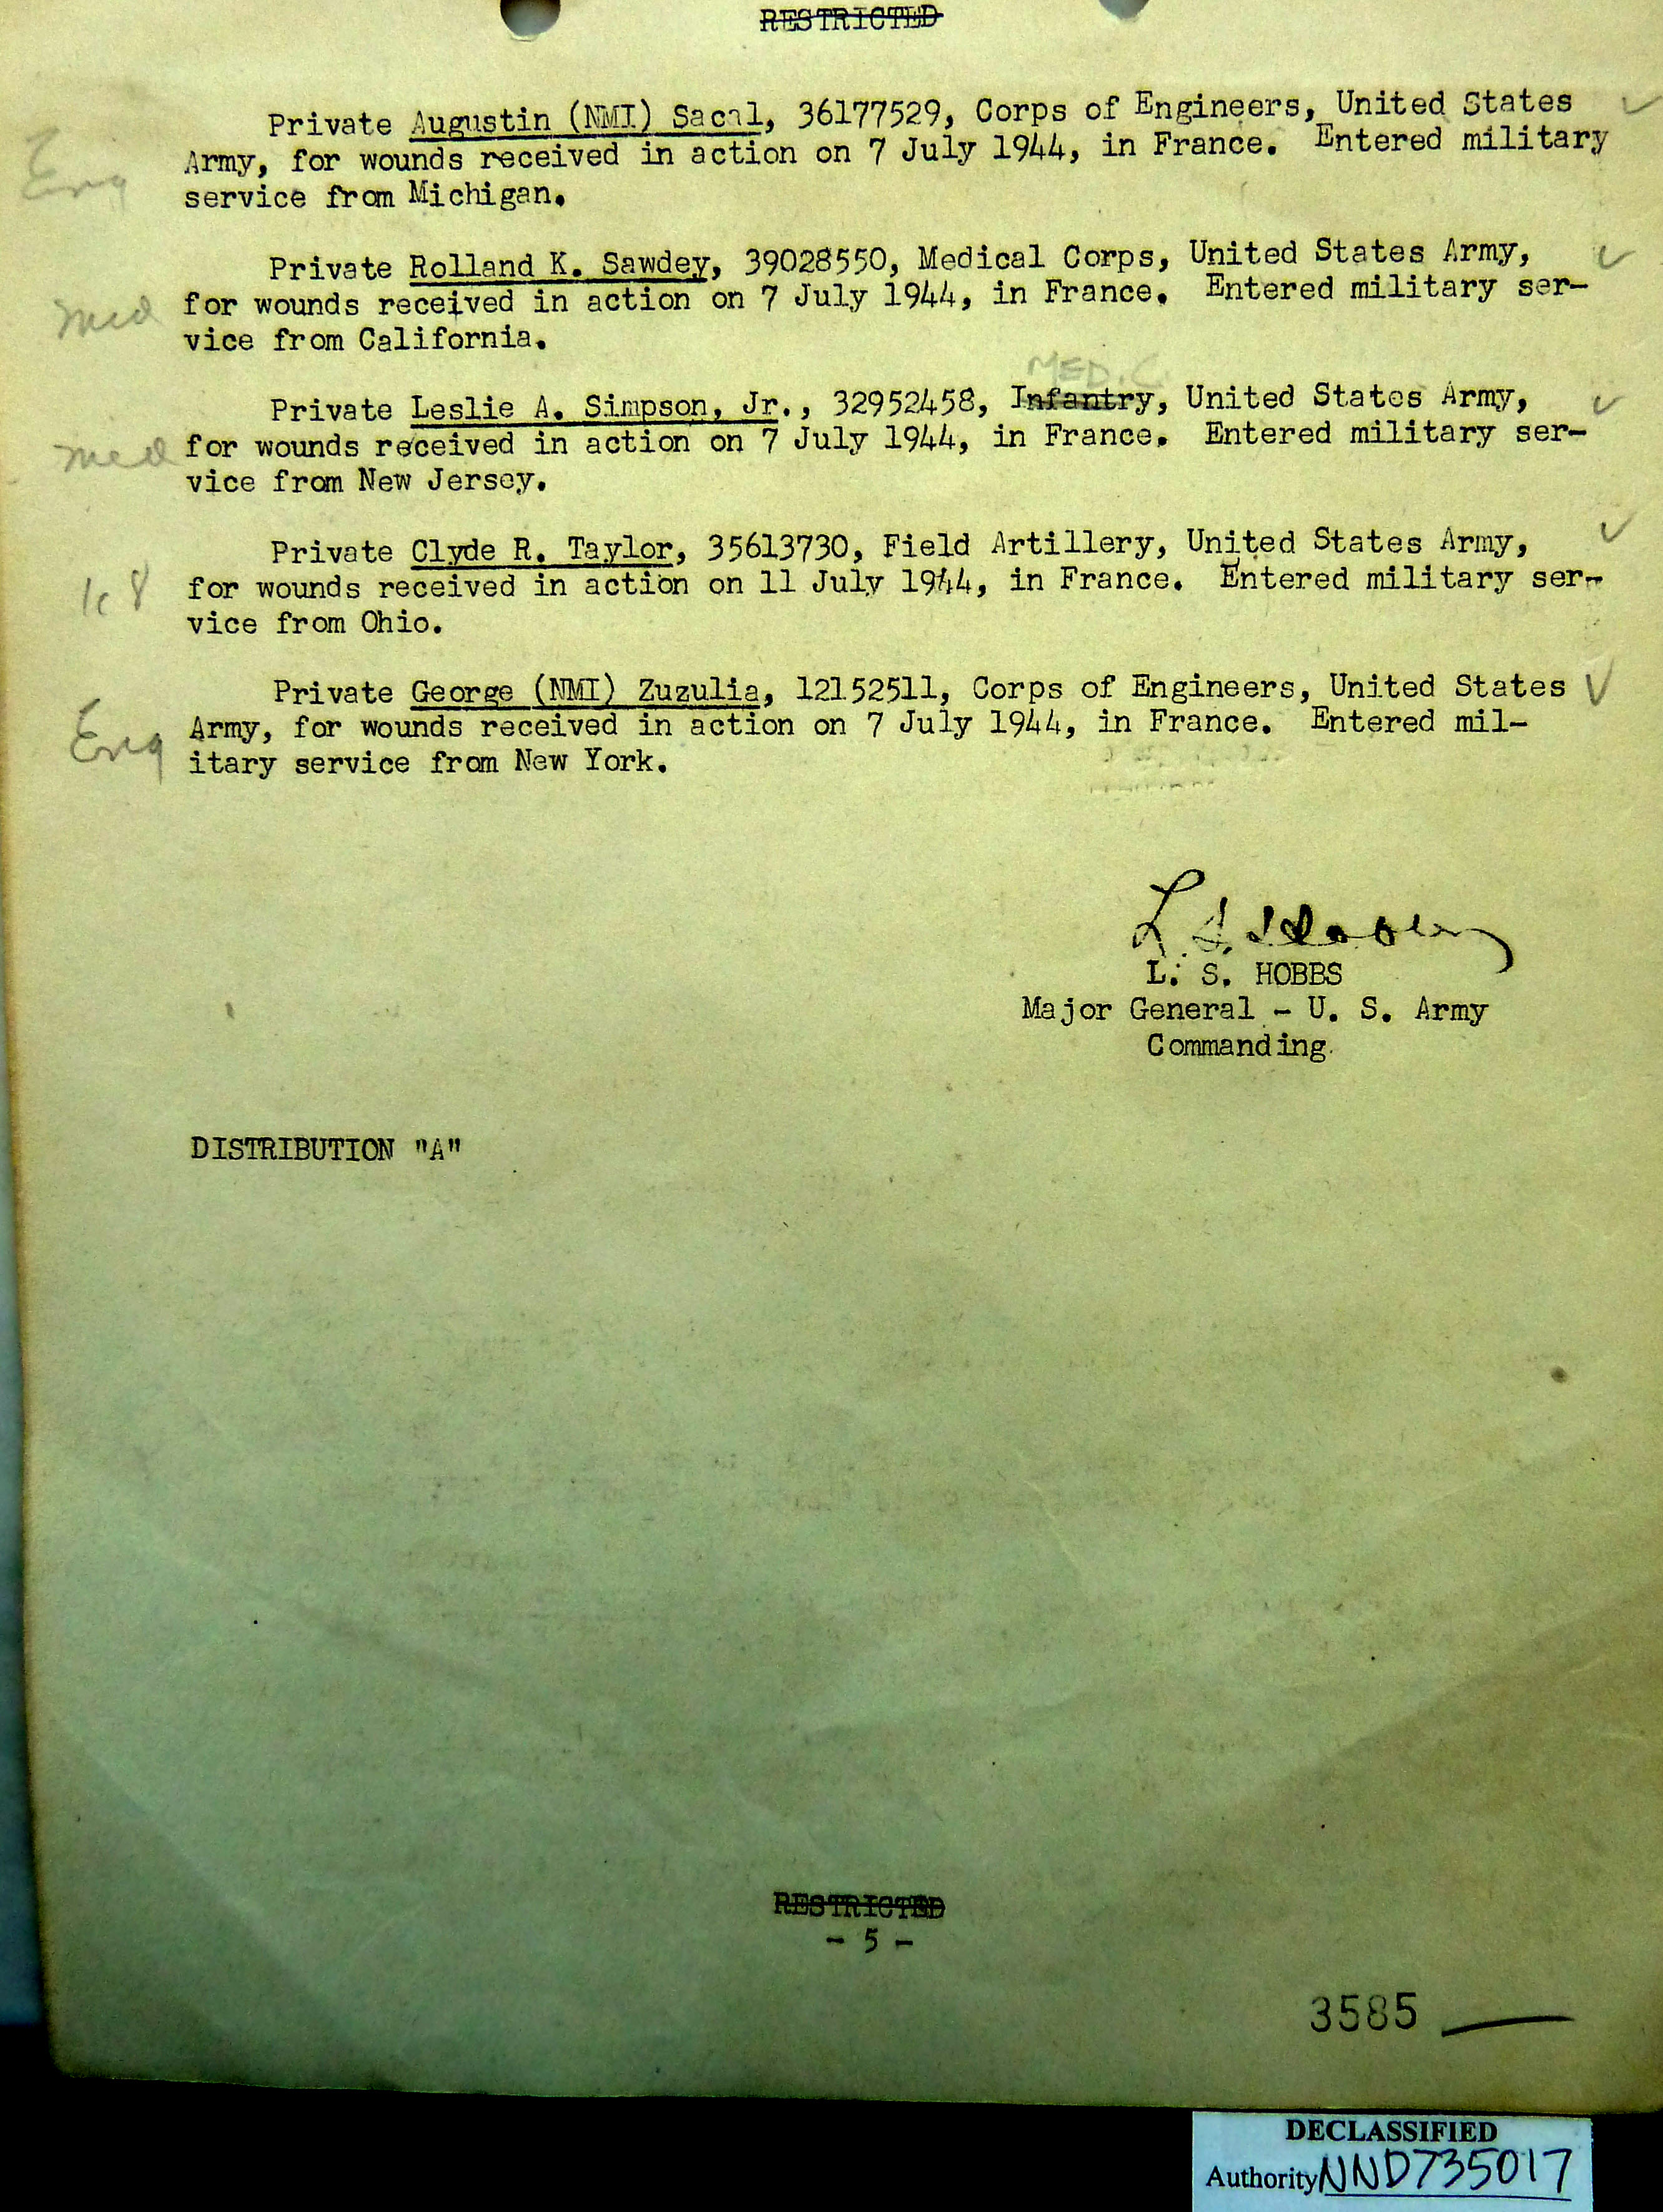 RESTRICTED
Private Augustin (NMI) Sacal, 36177529, Corps of Engineers, United States
Eng
Army, for wounds received in action on 7 July 1944, in France. Entered military
service from Michigan.
Private Rolland K. Sawdey, 39028550, Medical Corps, United States Army,
Med
for wounds received in action on 7 July 1944, in France. Entered military ser-
vice from California.
MED. C.
Private Leslie A. Simpson, Jr., 32952458, Infantry, United States Army,
Med
for wounds received in action on 7 July 1944, in France. Entered military ser-
vice from New Jersey.
Private Clyde R. Taylor, 35613730, Field Artillery, United States Army,
for wounds received in action on 11 July 1944, in France. Entered military ser-
vice from Ohio.
Private George (NMI) Zuzulia, 12152511, Corps of Engineers, United States
Eng
Army, for wounds received in action on 7 July 1944, in France. Entered mil-
itary service from New York.
L. S. Hobbs
L. S. HOBBS
Major General - U. S. Army
Commanding.
DISTRIBUTION "A"
RESTRICTED
- 5 -
3585
DECLASSIFIED
Authority NND735017